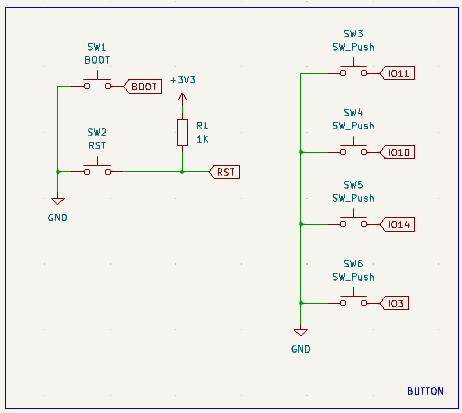 SW1
BOOT
BOOT
+3V3
R1
1K
SW2
RST
RST
GND
SW3
SW_Push
IO11
SW4
SW_Push
IO10
SW5
SW_Push
IO14
SW6
SW_Push
IO3
GND
BUTTON